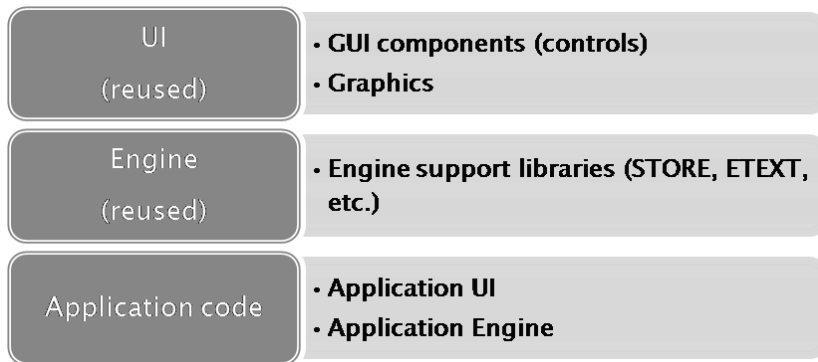 UI
(reused)
• GUI components (controls)
• Graphics
Engine
(reused)
• Engine support libraries (STORE, ETEXT,
etc.)
Application code
• Application UI
• Application Engine